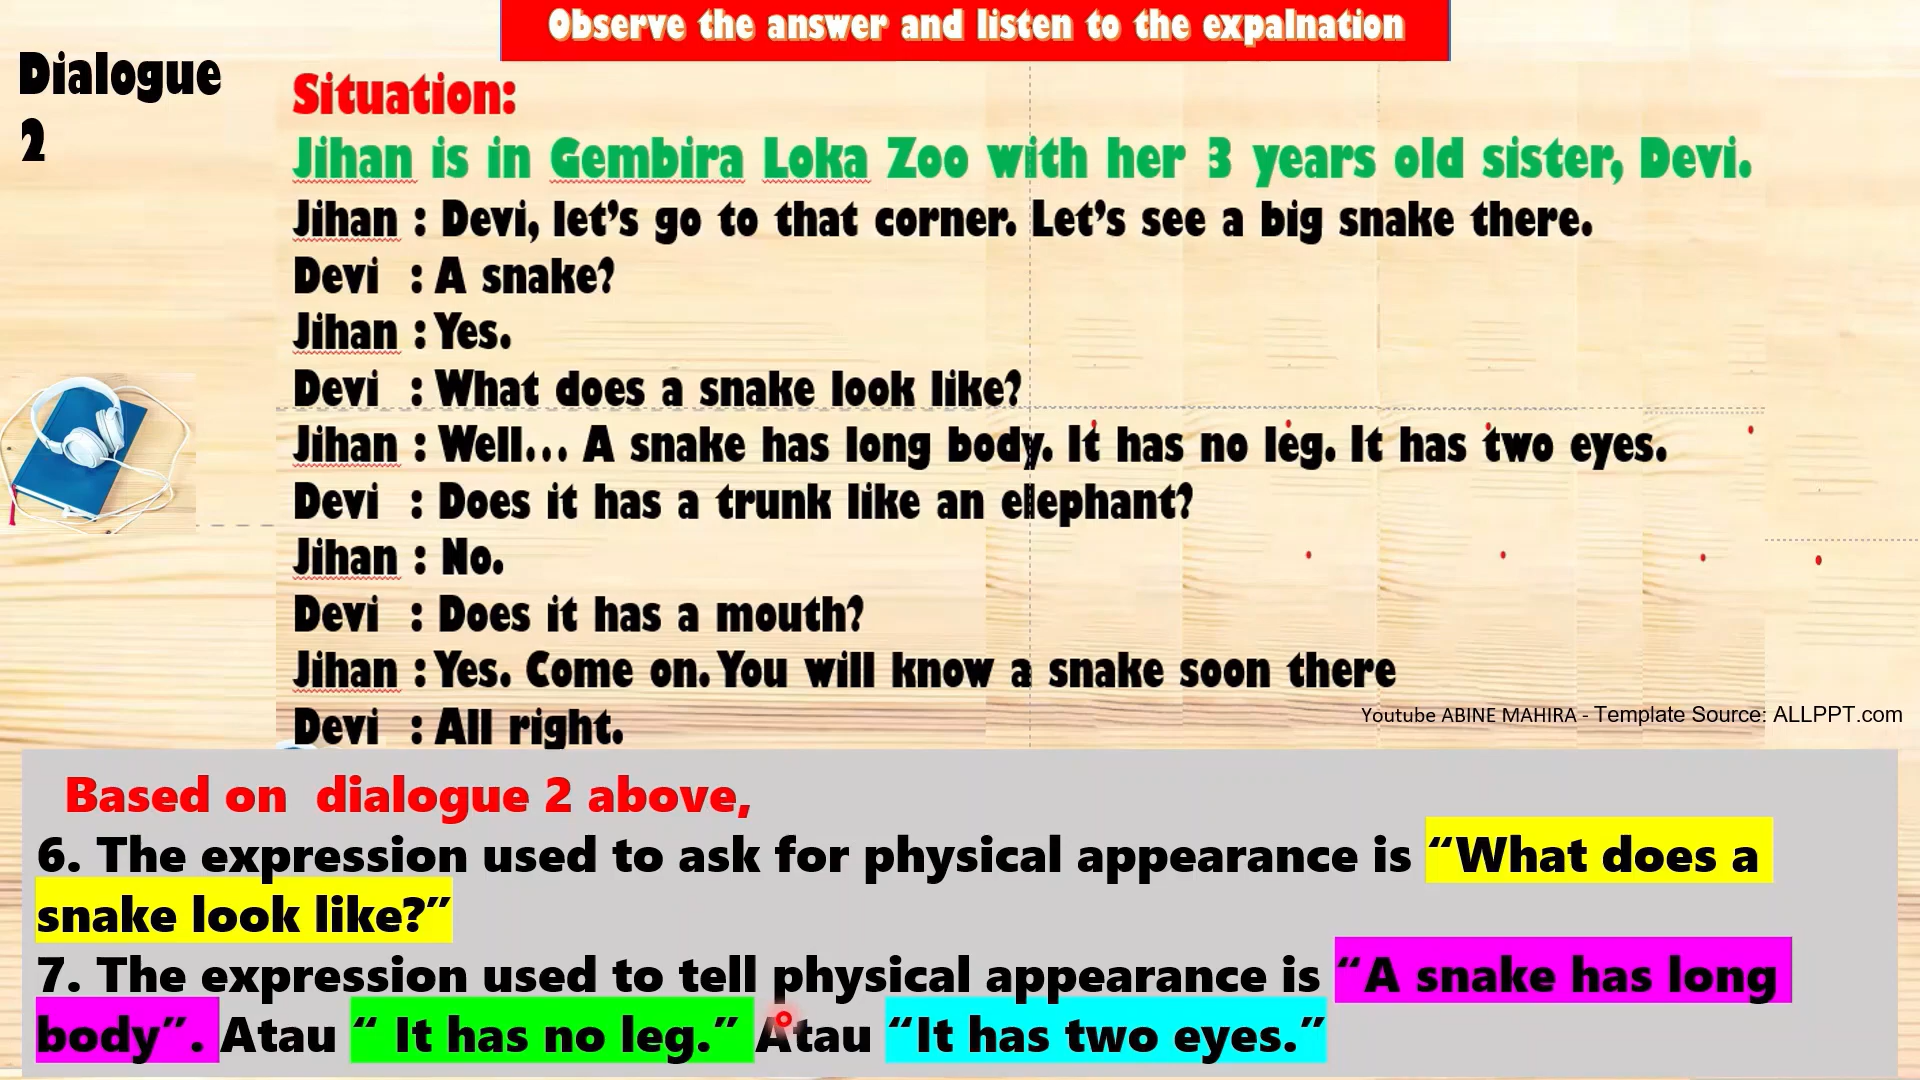 Observe the answer and listen to the expalnation
Dialogue
2
Situation:
Jihan is in Gembira Loka Zoo with her 3 years old sister, Devi.
Jihan : Devi, let’s go to that corner. Let’s see a big snake there.
Devi : A snake?
Jihan : Yes.
Devi : What does a snake look like?
Jihan : Well… A snake has long body. It has no leg. It has two eyes.
Devi : Does it has a trunk like an elephant?
Jihan : No.
Devi : Does it has a mouth?
Jihan : Yes. Come on. You will know a snake soon there
Devi : All right.
Youtube ABINE MAHIRA - Template Source: ALLPPT.com
Based on dialogue 2 above,
6. The expression used to ask for physical appearance is “What does a
snake look like?”
7. The expression used to tell physical appearance is “A snake has long
body”. Atau “ It has no leg.” Atau “It has two eyes.”